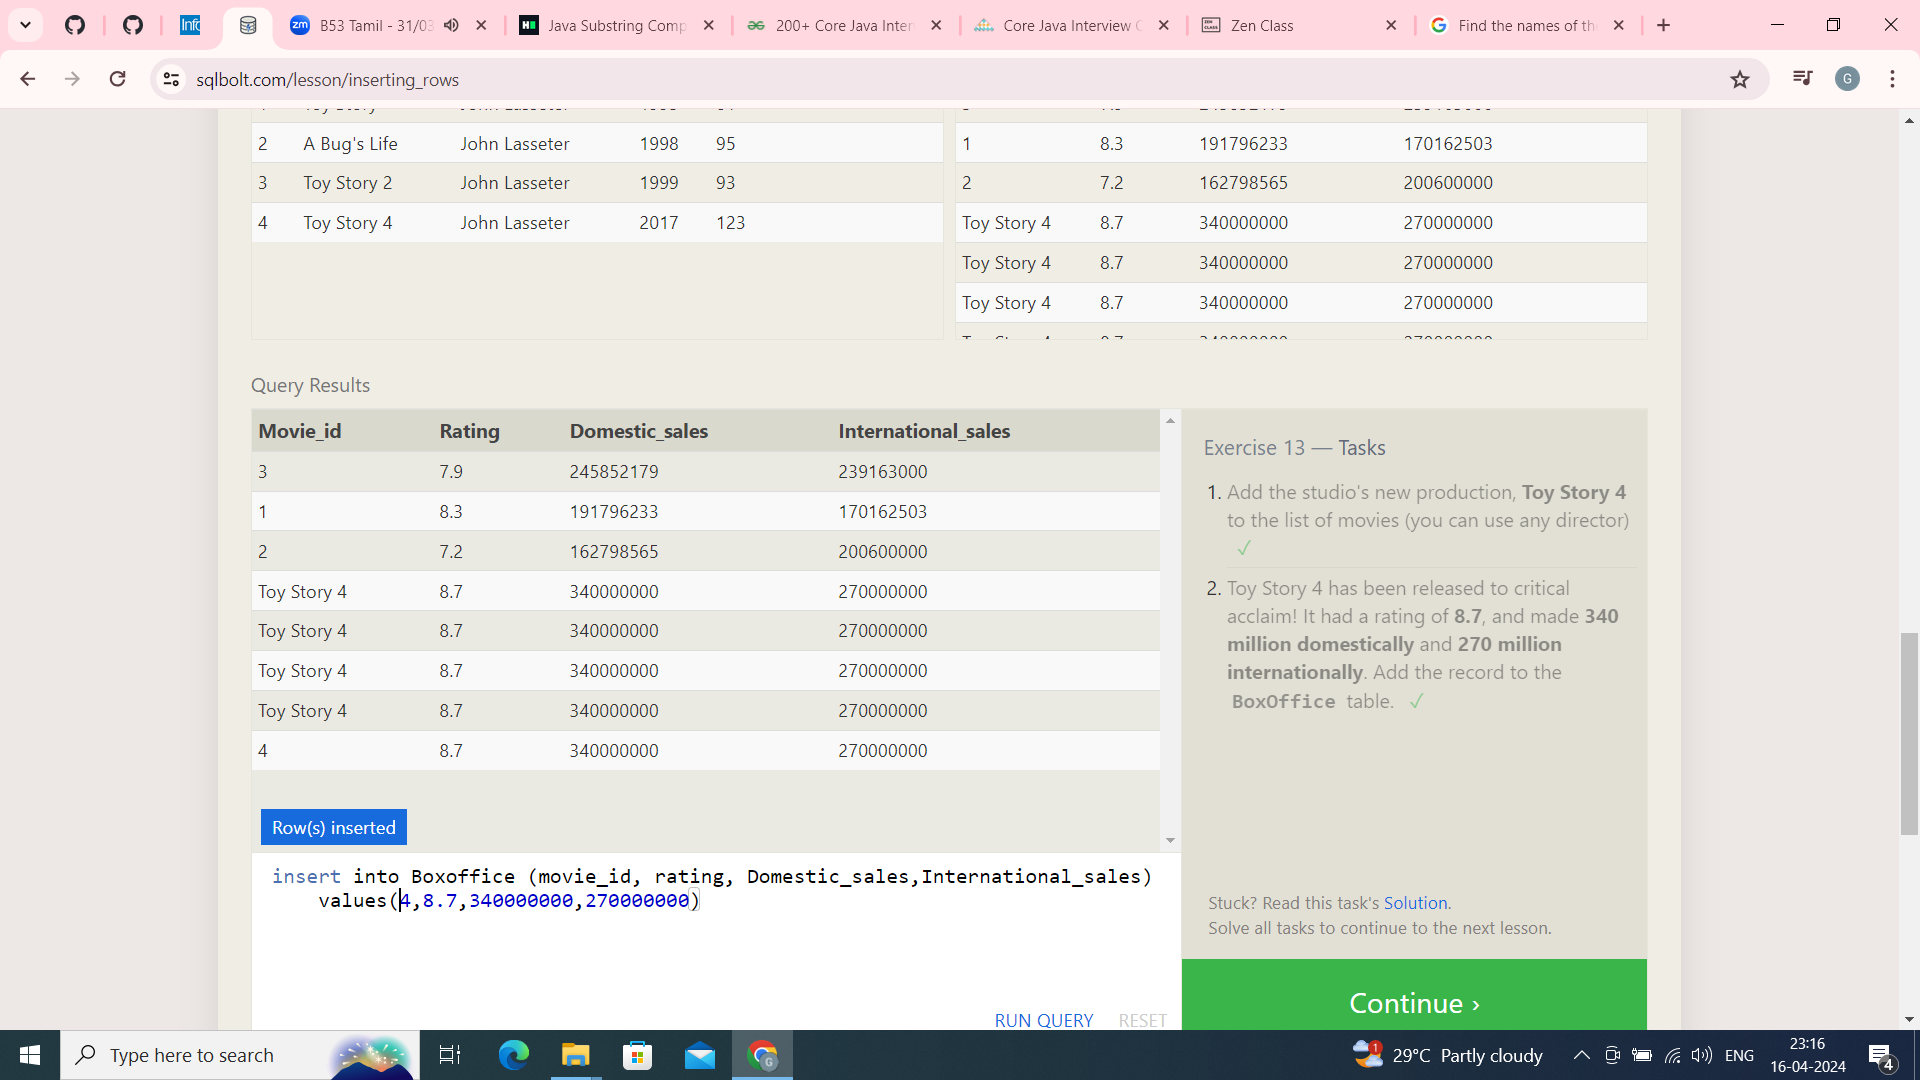 B53 Tamil - 31/03
Java Substring Comp
200+ Core Java Inter
Core Java Interview
Zen Class
Find the names of th
sqlbolt.com/lesson/inserting_rows
G
2 A Bug's Life John Lasseter 1998 95
3 Toy Story 2 John Lasseter 1999 93
4 Toy Story 4 John Lasseter 2017 123
1 8.3 191796233 170162503
2 7.2 162798565 200600000
Toy Story 4 8.7 340000000 270000000
Toy Story 4 8.7 340000000 270000000
Toy Story 4 8.7 340000000 270000000
Query Results
Movie_id Rating Domestic_sales International_sales
3 7.9 245852179 239163000
1 8.3 191796233 170162503
2 7.2 162798565 200600000
Toy Story 4 8.7 340000000 270000000
Toy Story 4 8.7 340000000 270000000
Toy Story 4 8.7 340000000 270000000
Toy Story 4 8.7 340000000 270000000
4 8.7 340000000 270000000
Row(s) inserted
insert into Boxoffice (movie_id, rating, Domestic_sales,International_sales)
values(4,8.7,340000000,270000000)
RUN QUERY RESET
Exercise 13 — Tasks
1. Add the studio's new production, Toy Story 4
to the list of movies (you can use any director)
✓
2. Toy Story 4 has been released to critical
acclaim! It had a rating of 8.7, and made 340
million domestically and 270 million
internationally. Add the record to the
BoxOffice table. ✓
Stuck? Read this task's Solution.
Solve all tasks to continue to the next lesson.
Continue ›
Type here to search
29°C Partly cloudy
ENG
23:16
16-04-2024
4